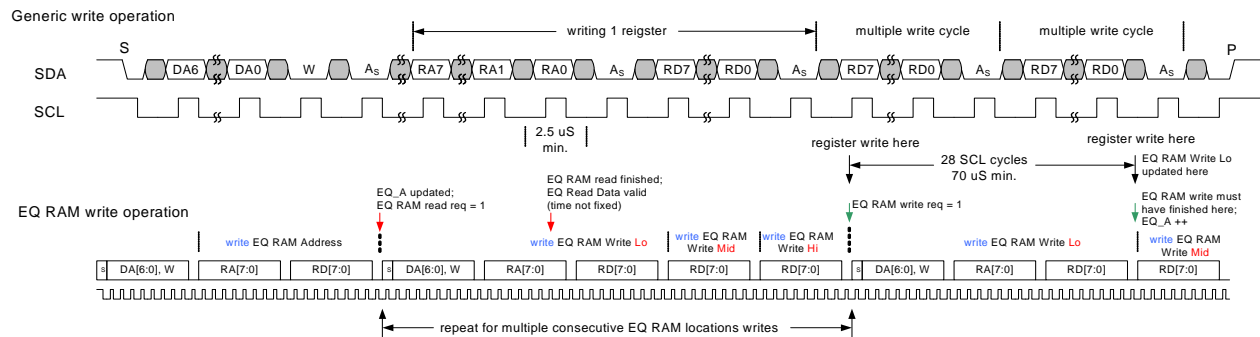 Generic write operation
writing 1 reigster
multiple write cycle
multiple write cycle
S
P
SDA
DA6 DA0 W As RA7 RA1 RA0 As RD7 RD0 As RD7 RD0 As RD7 RD0 As
SCL
2.5 uS
min.
register write here
register write here
28 SCL cycles
70 uS min.
EQ RAM Write Lo
updated here
EQ_A updated;
EQ RAM read req = 1
EQ RAM read finished;
EQ Read Data valid
(time not fixed)
EQ RAM write req = 1
EQ RAM write must
have finished here;
EQ_A ++
EQ RAM write operation
write EQ RAM Address
write EQ RAM Write Lo
write EQ RAM
Write Mid
write EQ RAM
Write Hi
write EQ RAM Write Lo
write EQ RAM
Write Mid
S DA[6:0], W RA[7:0] RD[7:0] S DA[6:0], W RA[7:0] RD[7:0] RD[7:0] RD[7:0] S DA[6:0], W RA[7:0] RD[7:0] RD[7:0]
repeat for multiple consecutive EQ RAM locations writes